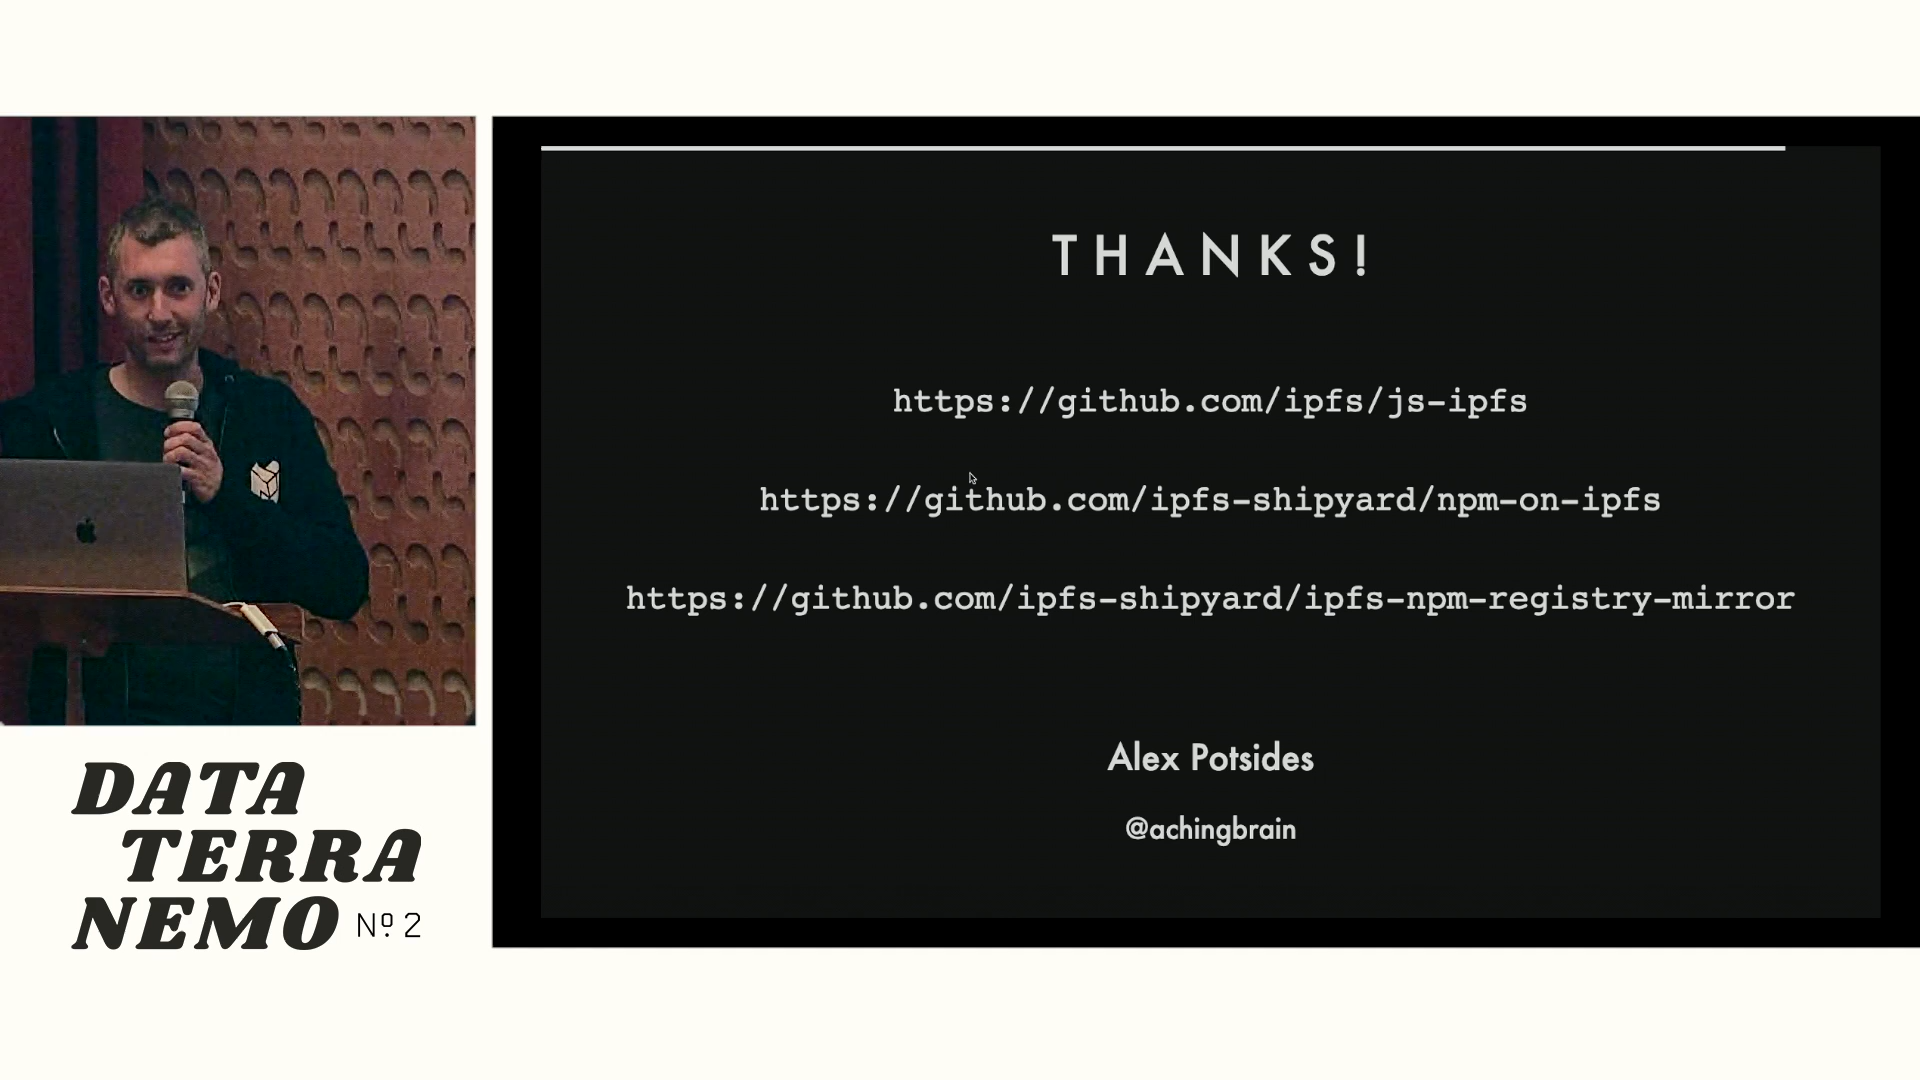 THANKS!
https://github.com/ipfs/js-ipfs
https://github.com/ipfs-shipyard/npm-on-ipfs
https://github.com/ipfs-shipyard/ipfs-npm-registry-mirror
Alex Potsides
@achingbrain
DATA
TERRA
NEMO Nº 2